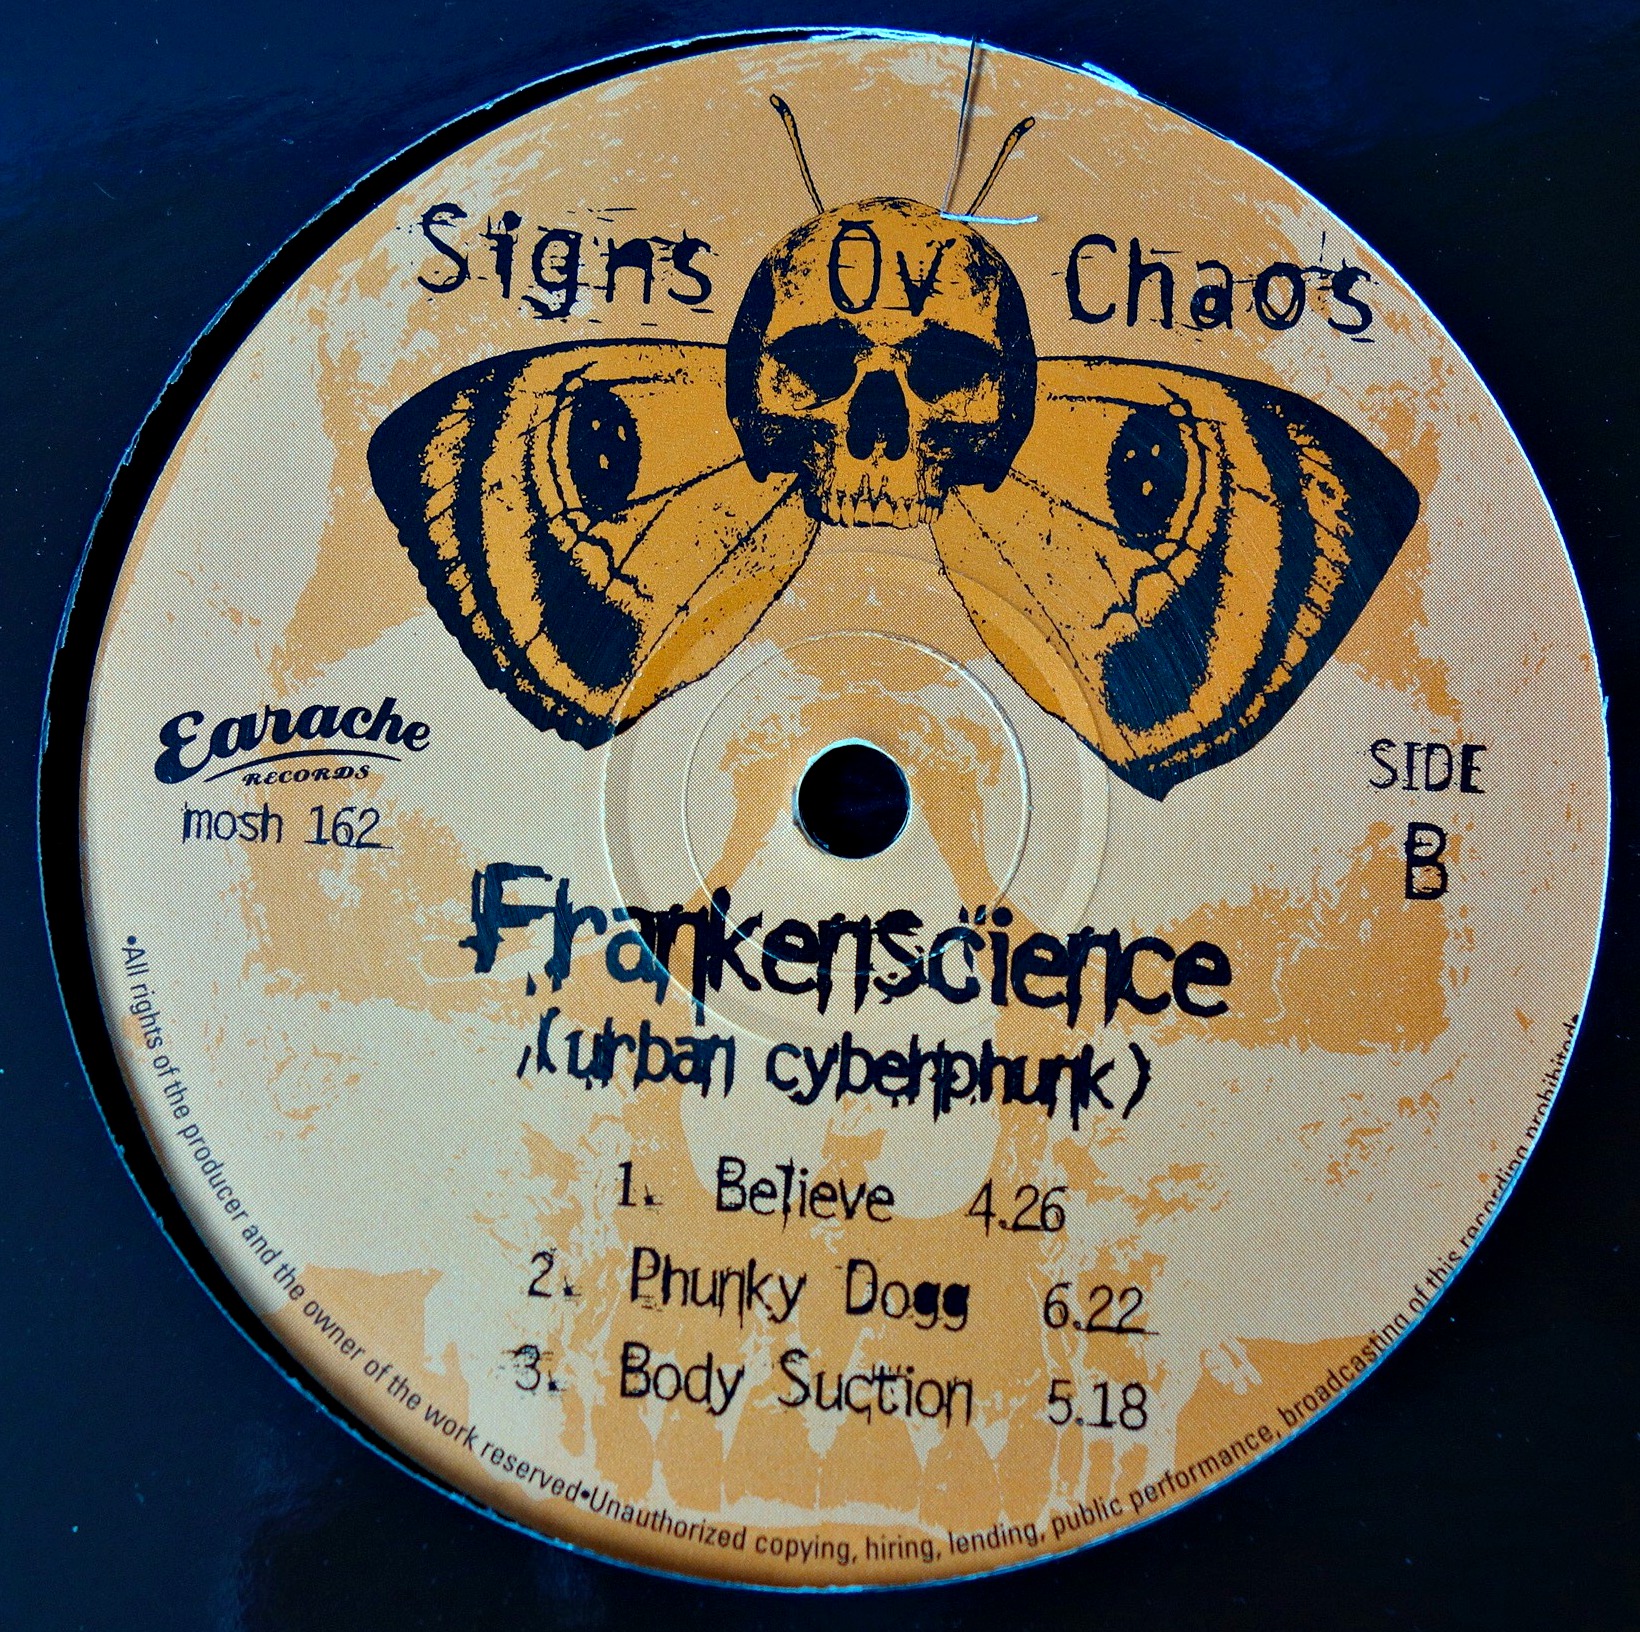 Signs Ov Chaos
Earache
RECORDS
mosh 162
SIDE
B
Frankenscience
(urban cyberphunk)
1. Believe 4.26
2. Phunky Dogg 6.22
3. Body Suction 5.18
•All rights of the producer and the owner of the work reserved•Unauthorized copying, hiring, lending, public performance, broadcasting of this recording prohibited•